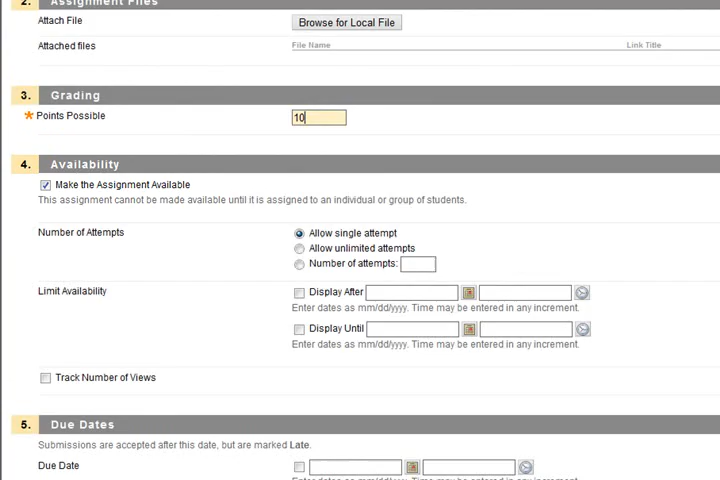 2. Assignment Files
Attach File Browse for Local File
Attached files File Name Link Title
3. Grading
* Points Possible 10
4. Availability
Make the Assignment Available
This assignment cannot be made available until it is assigned to an individual or group of students.
Number of Attempts Allow single attempt
Allow unlimited attempts
Number of attempts:
Limit Availability Display After
Enter dates as mm/dd/yyyy. Time may be entered in any increment.
Display Until
Enter dates as mm/dd/yyyy. Time may be entered in any increment.
Track Number of Views
5. Due Dates
Submissions are accepted after this date, but are marked Late.
Due Date